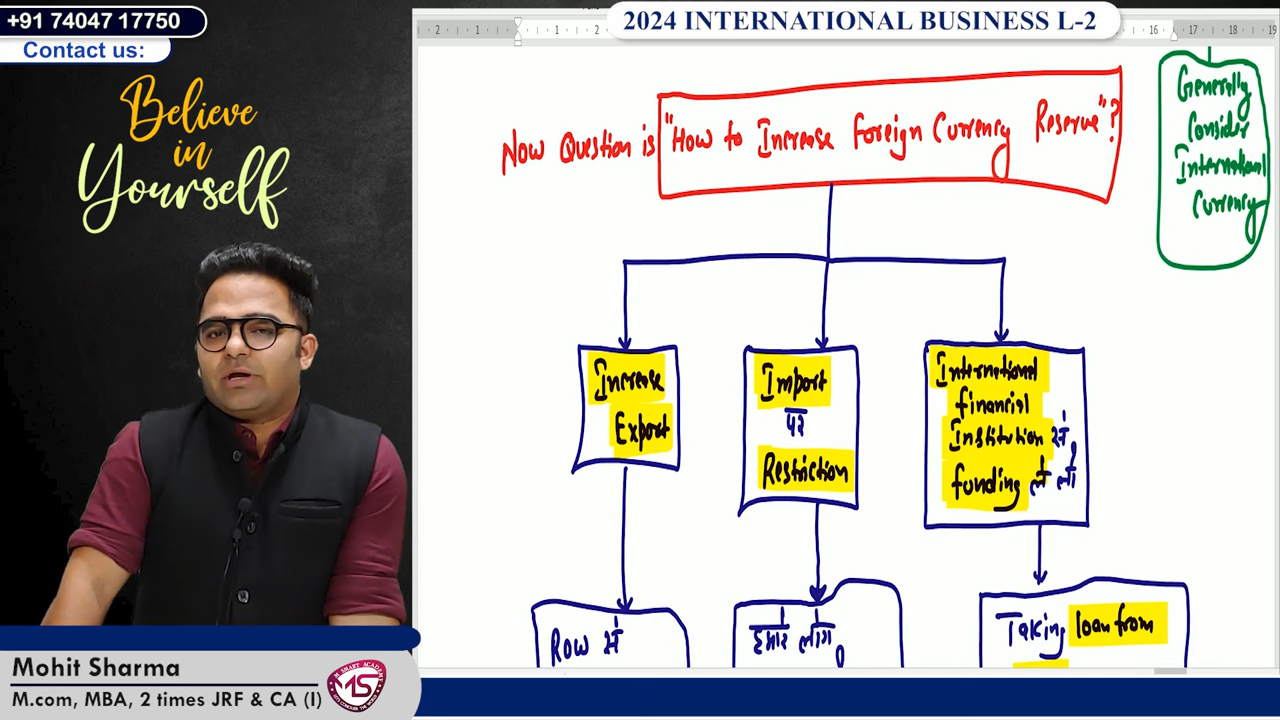 +91 74047 17750
Contact us:
2024 INTERNATIONAL BUSINESS L-2
Believe
in
Yourself
Now Question is "How to Increase Foreign Currency Reserve"?
Generally
Consider
International
Currency
Increase
Export
Import
पर
Restriction
International
financial
Institution से
funding ले लो
Row से
हमारे लोग
Taking loan from
Mohit Sharma
M.com, MBA, 2 times JRF & CA (I)
MS